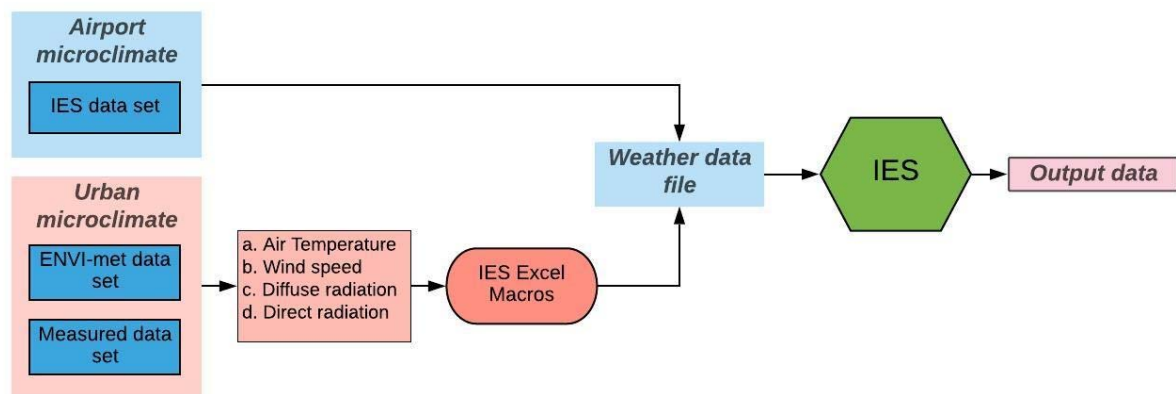 Airport
microclimate
IES data set
Urban
microclimate
ENVI-met data
set
Measured data
set
a. Air Temperature
b. Wind speed
c. Diffuse radiation
d. Direct radiation
IES Excel
Macros
Weather data
file
IES
Output data